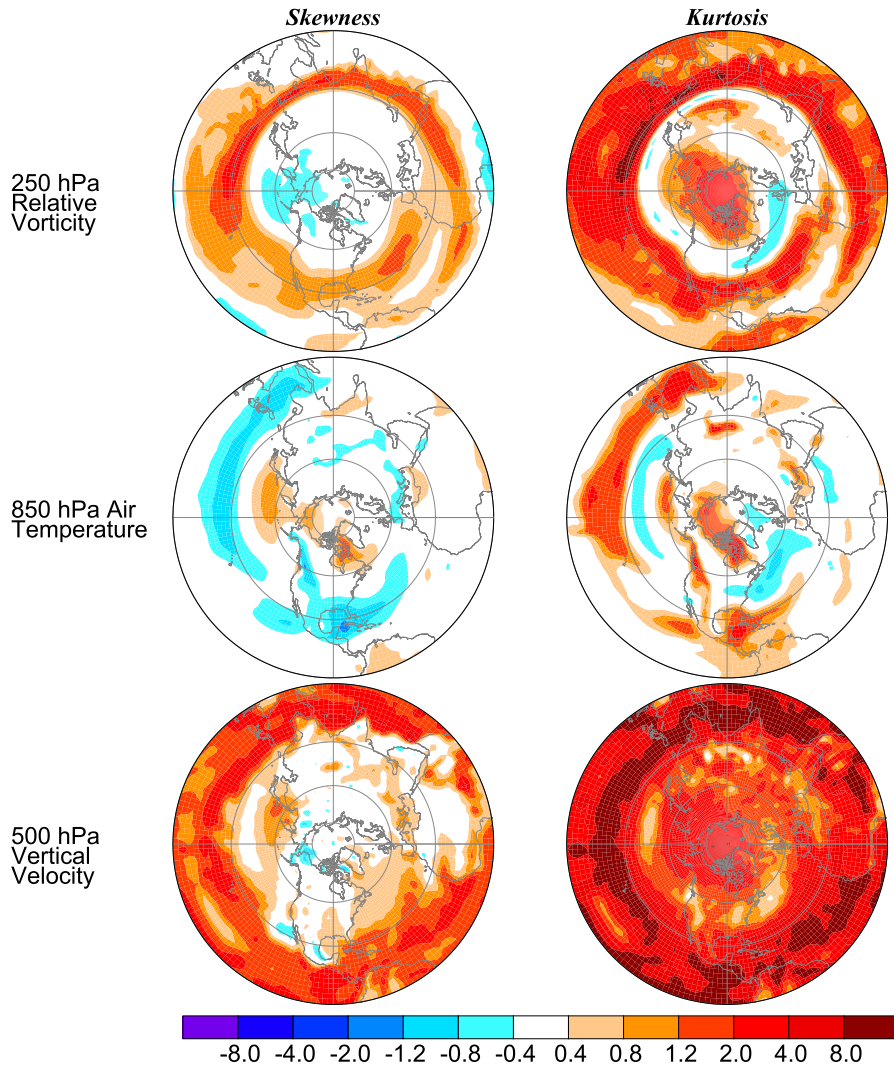 Skewness
Kurtosis
250 hPa
Relative
Vorticity
850 hPa Air
Temperature
500 hPa
Vertical
Velocity
-8.0 -4.0 -2.0 -1.2 -0.8 -0.4 0.4 0.8 1.2 2.0 4.0 8.0